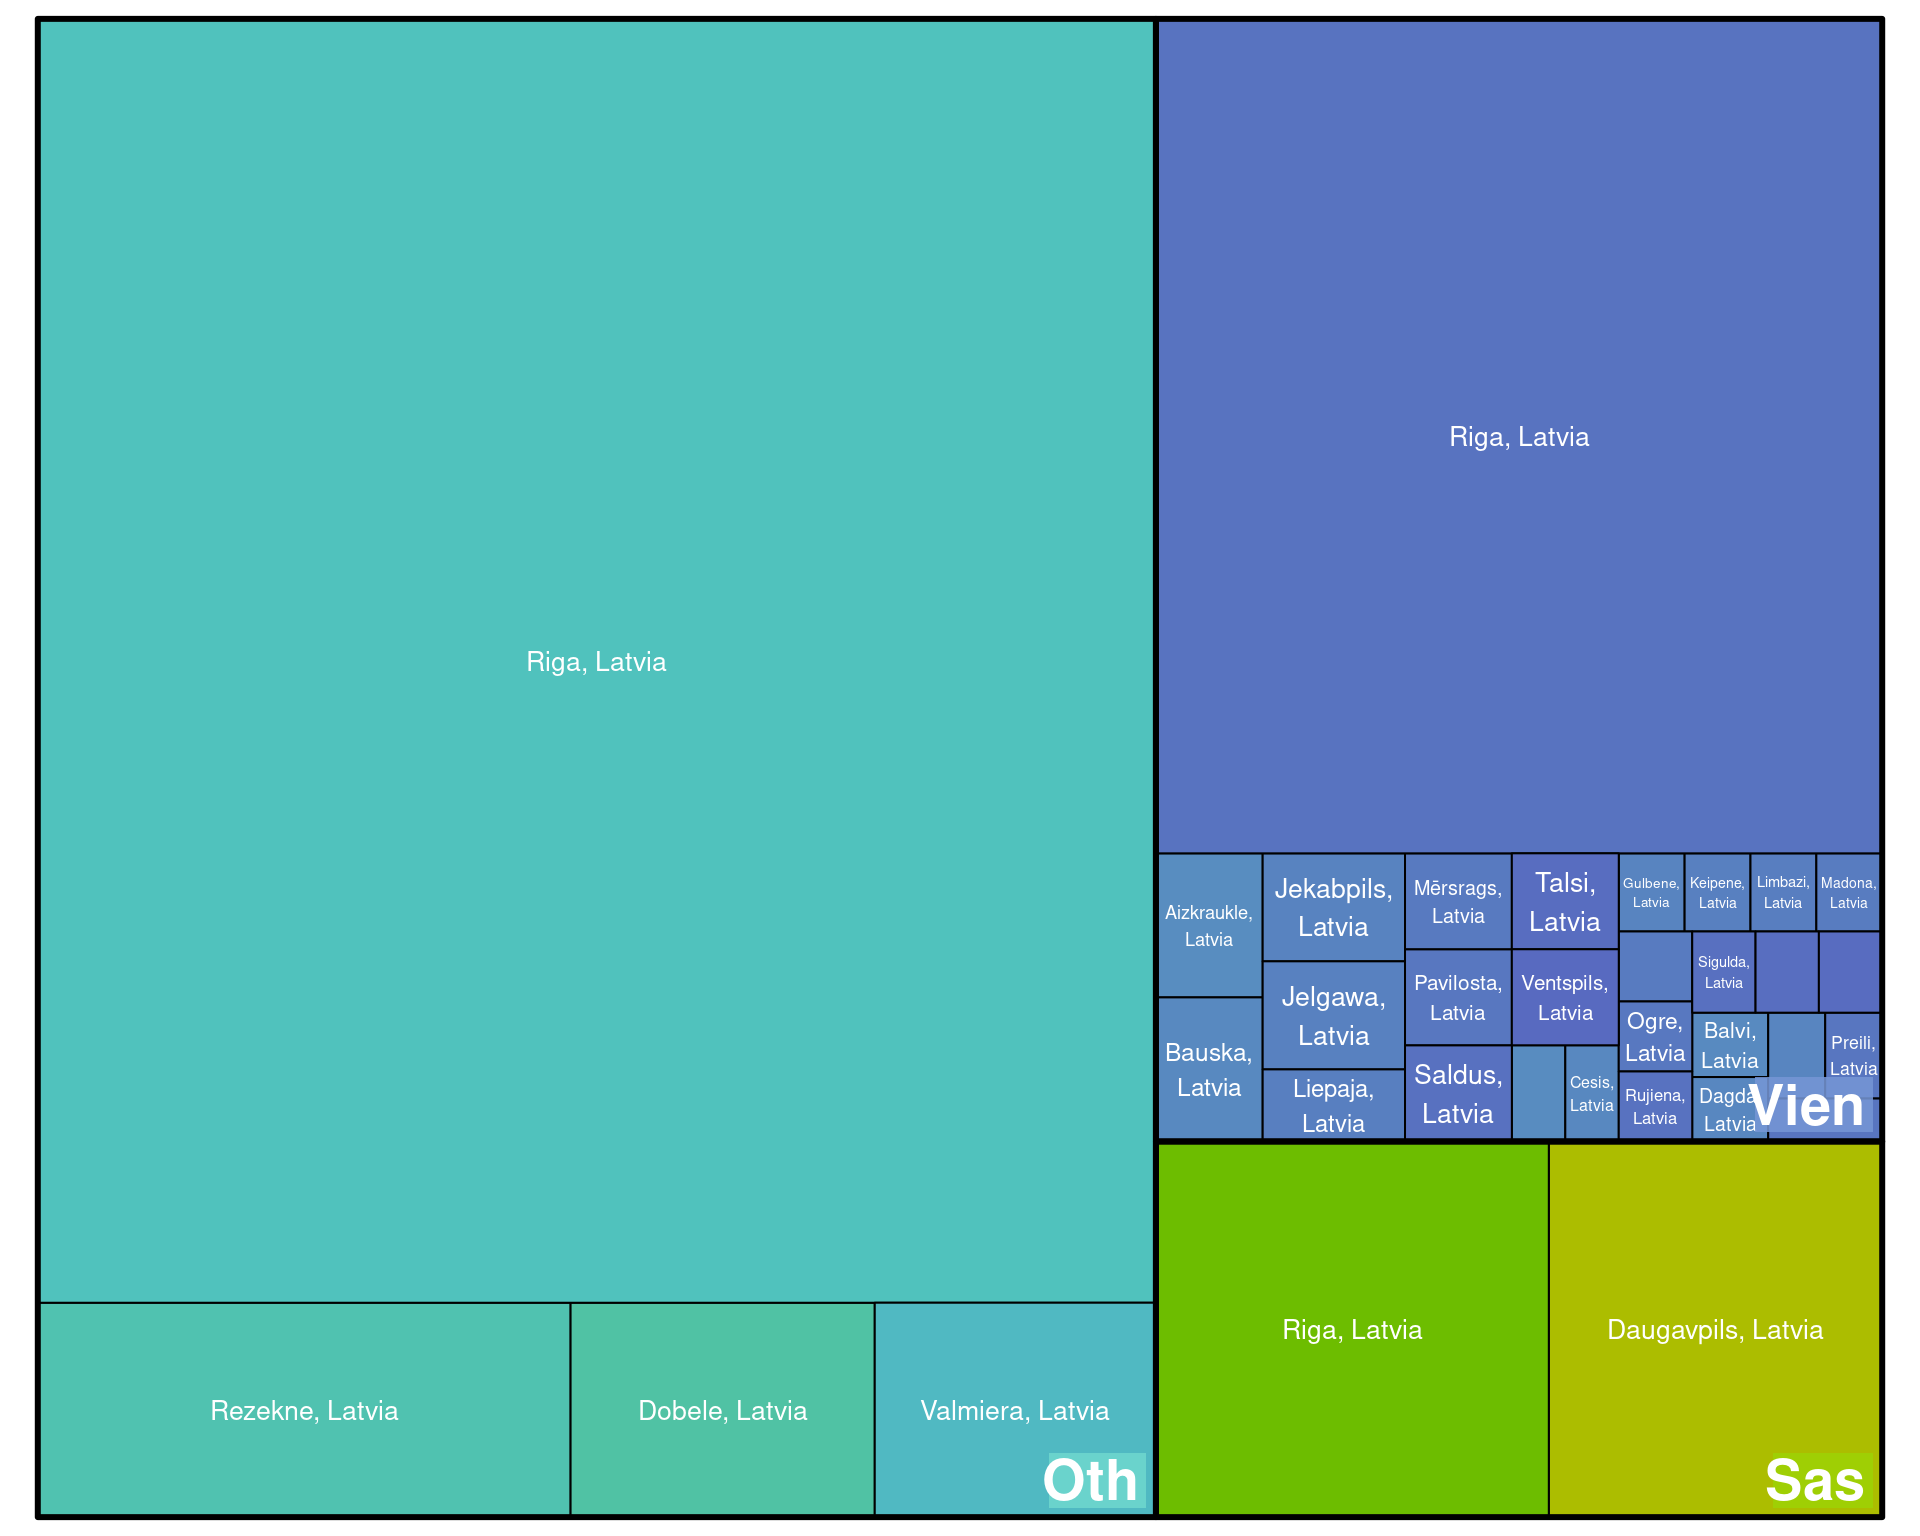 Riga, Latvia
Rezekne, Latvia
Dobele, Latvia
Valmiera, Latvia
Oth
Riga, Latvia
Aizkraukle,
Latvia
Bauska,
Latvia
Jekabpils,
Latvia
Jelgawa,
Latvia
Liepaja,
Latvia
Mērsrags,
Latvia
Pavilosta,
Latvia
Saldus,
Latvia
Talsi,
Latvia
Ventspils,
Latvia
Cesis,
Latvia
Gulbene,
Latvia
Keipene,
Latvia
Limbazi,
Latvia
Madona,
Latvia
Ogre,
Latvia
Rujiena,
Latvia
Sigulda,
Latvia
Balvi,
Latvia
Dagda
Latvia
Preili,
Latvia
Vien
Riga, Latvia
Daugavpils, Latvia
Sas